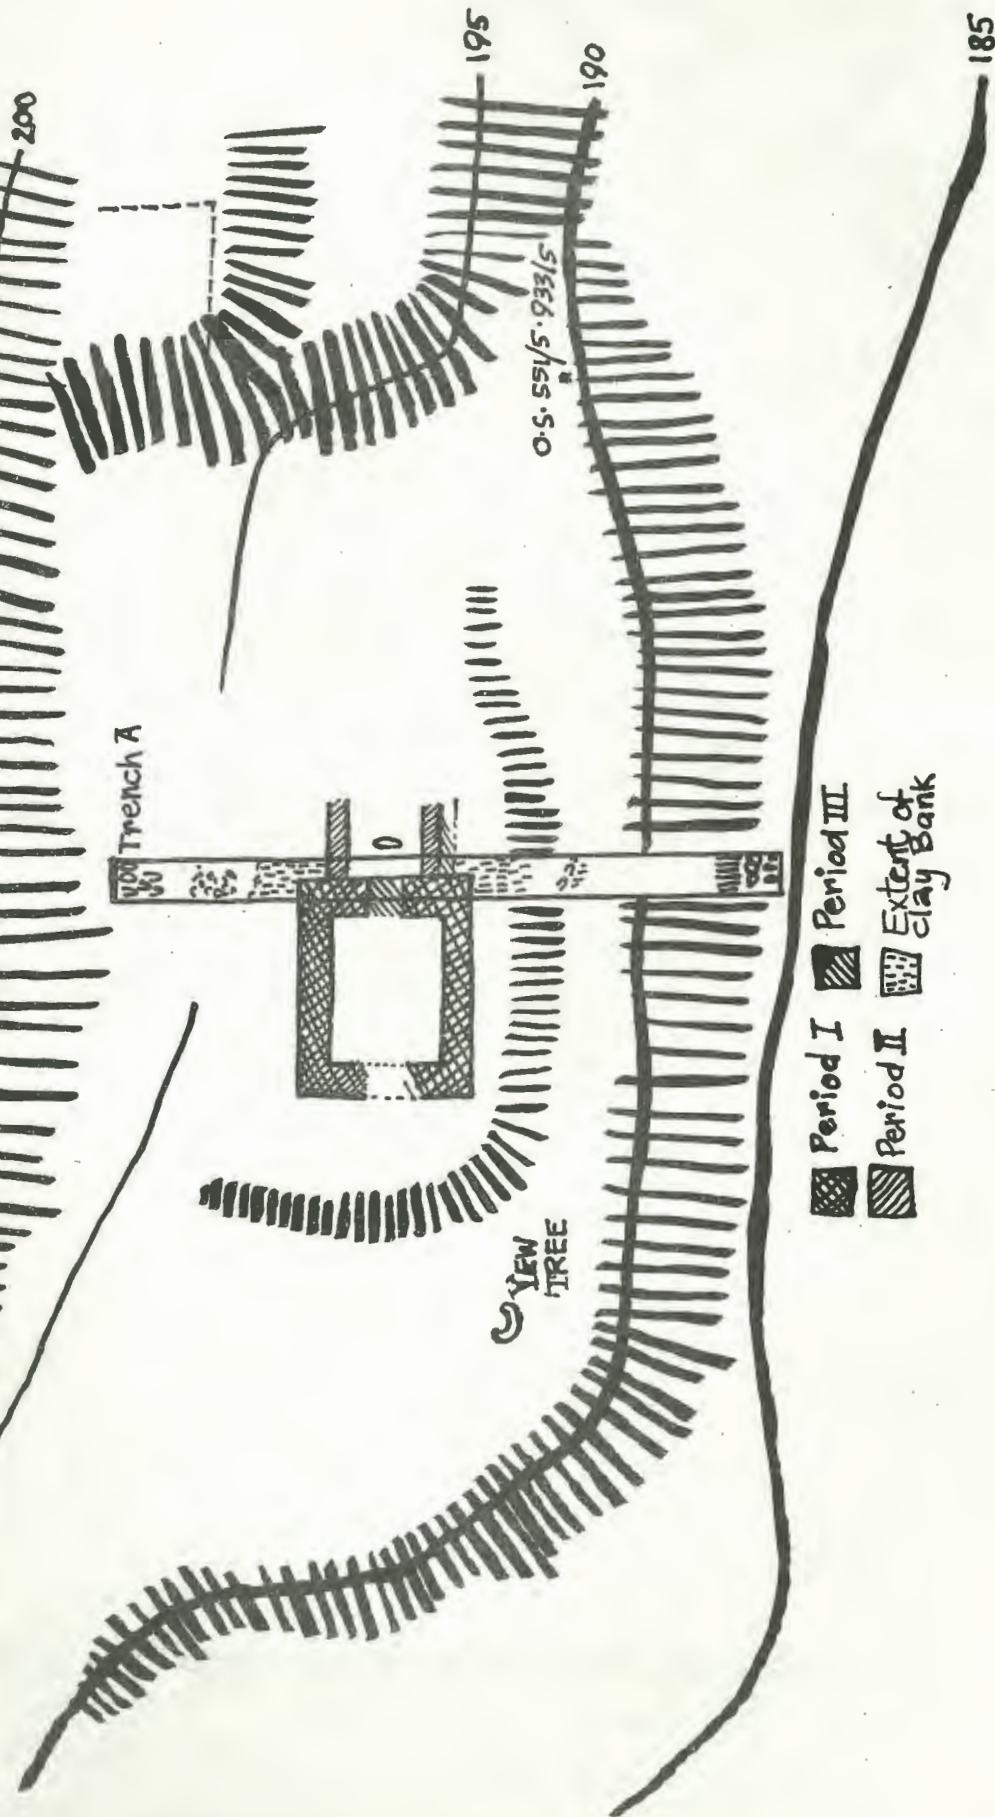 200
195
190
185
O.S. 551/5·933/5
Trench A
YEW
TREE
Period I
Period II
Period III
Extent of
Clay Bank